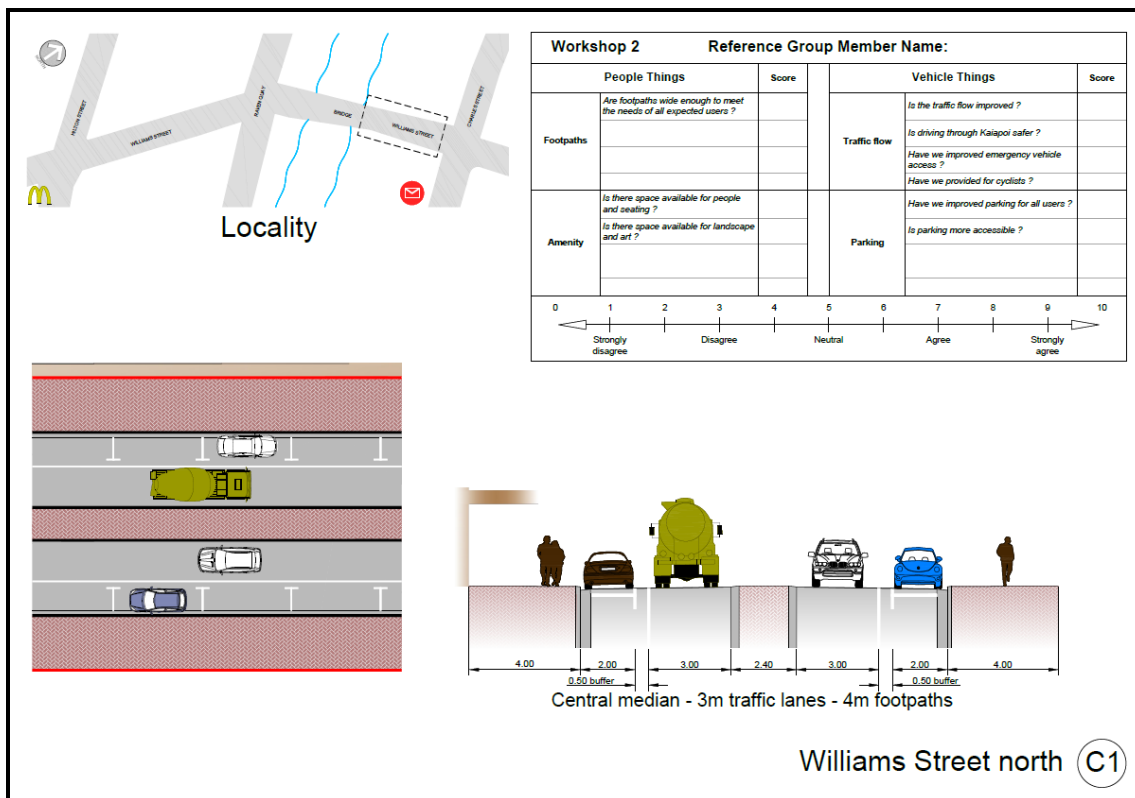 HILTON STREET
WILLIAMS STREET
RAVEN QUAY
BRIDGE
WILLIAMS STREET
CHARLES STREET
Locality
Workshop 2 Reference Group Member Name:
People Things Score Vehicle Things Score
Footpaths
Are footpaths wide enough to meet
the needs of all expected users ?
Amenity
Is there space available for people
and seating ?
Is there space available for landscape
and art ?
Traffic flow
Is the traffic flow improved ?
Is driving through Kaiapoi safer ?
Have we improved emergency vehicle
access ?
Have we provided for cyclists ?
Parking
Have we improved parking for all users ?
Is parking more accessible ?
0 1 2 3 4 5 6 7 8 9 10
Strongly
disagree
Disagree
Neutral
Agree
Strongly
agree
4.00 2.00 3.00 2.40 3.00 2.00 4.00
0.50 buffer 0.50 buffer
Central median - 3m traffic lanes - 4m footpaths
Williams Street north C1